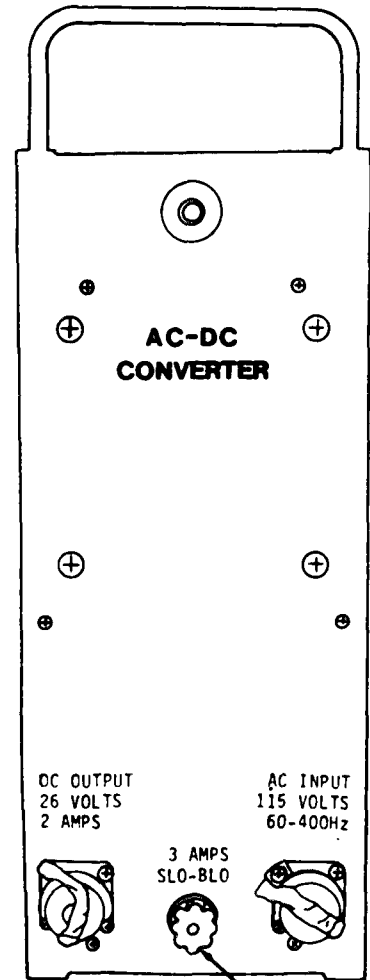 AC-DC
CONVERTER
DC OUTPUT
26 VOLTS
2 AMPS
AC INPUT
115 VOLTS
60-400Hz
3 AMPS
SLO-BLO